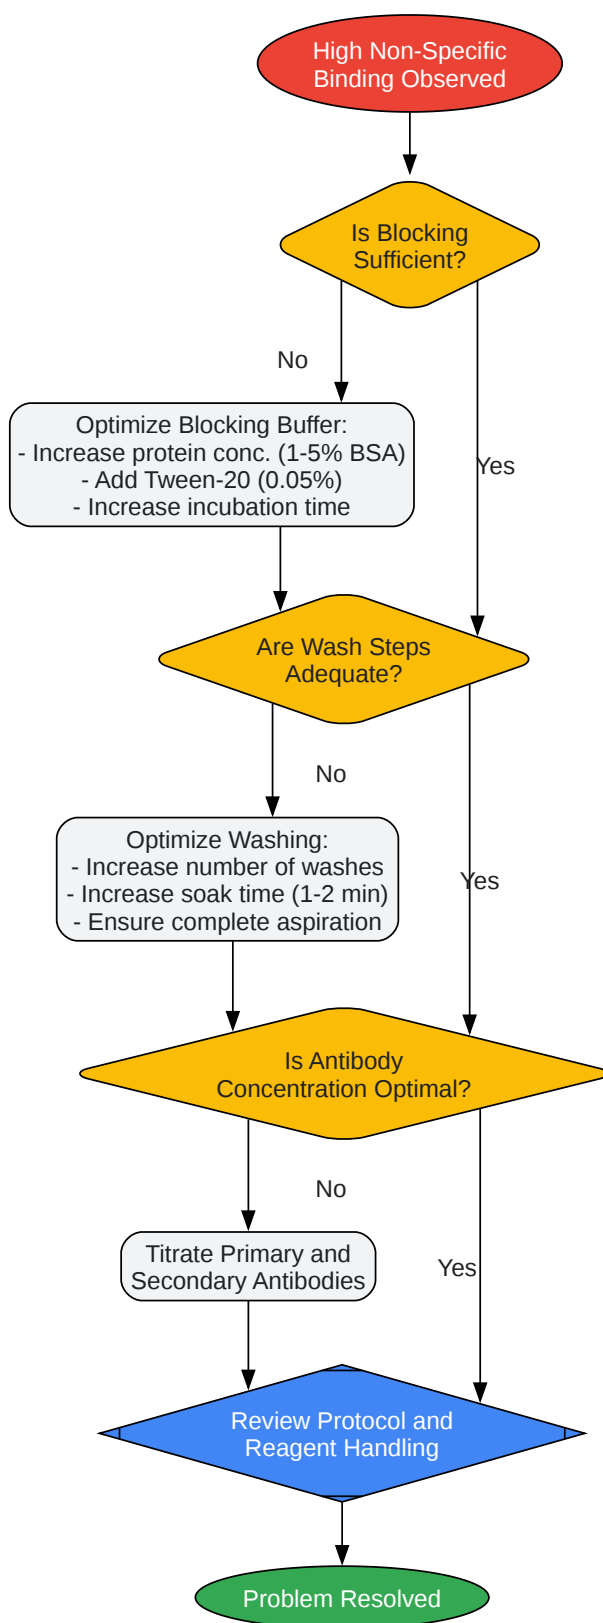 High Non-Specific
Binding Observed
Is Blocking
Sufficient?
No
Optimize Blocking Buffer:
- Increase protein conc. (1-5% BSA)
- Add Tween-20 (0.05%)
- Increase incubation time
Yes
Are Wash Steps
Adequate?
No
Optimize Washing:
- Increase number of washes
- Increase soak time (1-2 min)
- Ensure complete aspiration
Yes
Is Antibody
Concentration Optimal?
No
Titrate Primary and
Secondary Antibodies
Yes
Review Protocol and
Reagent Handling
Problem Resolved